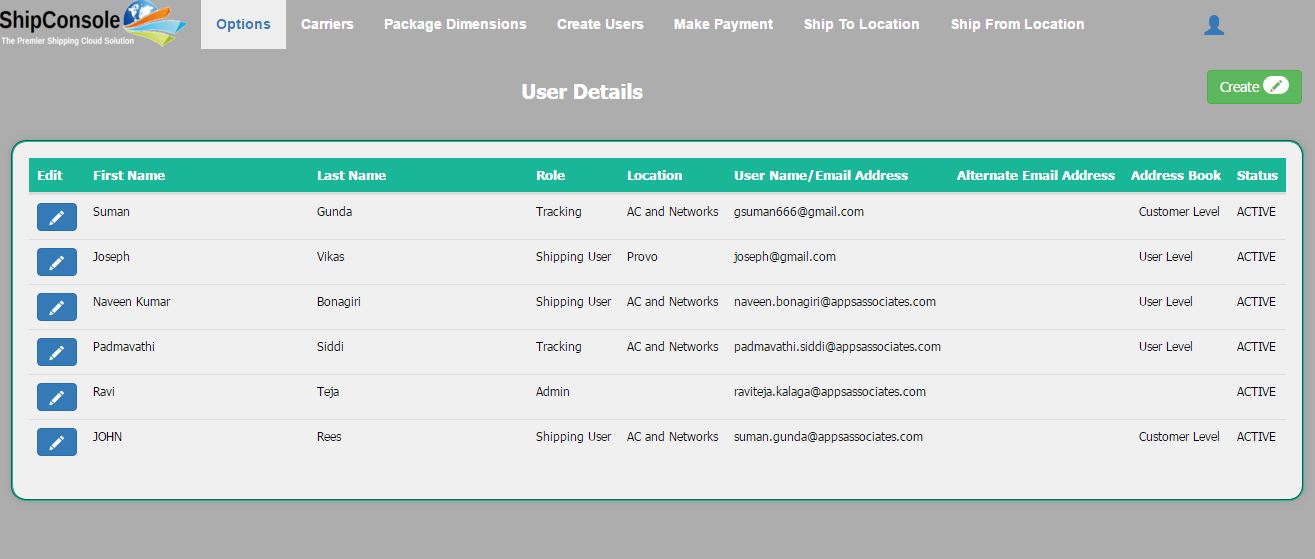 ShipConsole
The Premier Shipping Cloud Solution
Options Carriers Package Dimensions Create Users Make Payment Ship To Location Ship From Location
User Details
Create
Edit First Name Last Name Role Location User Name/Email Address Alternate Email Address Address Book Status
Suman Gunda Tracking AC and Networks gsuman666@gmail.com Customer Level ACTIVE
Joseph Vikas Shipping User Provo joseph@gmail.com User Level ACTIVE
Naveen Kumar Bonagiri Shipping User AC and Networks naveen.bonagiri@appsassociates.com User Level ACTIVE
Padmavathi Siddi Tracking AC and Networks padmavathi.siddi@appsassociates.com User Level ACTIVE
Ravi Teja Admin raviteja.kalaga@appsassociates.com ACTIVE
JOHN Rees Shipping User AC and Networks suman.gunda@appsassociates.com Customer Level ACTIVE